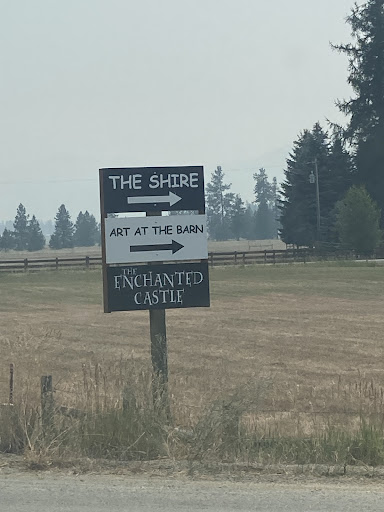 THE SHIRE
ART AT THE BARN
THE
ENCHANTED
CASTLE